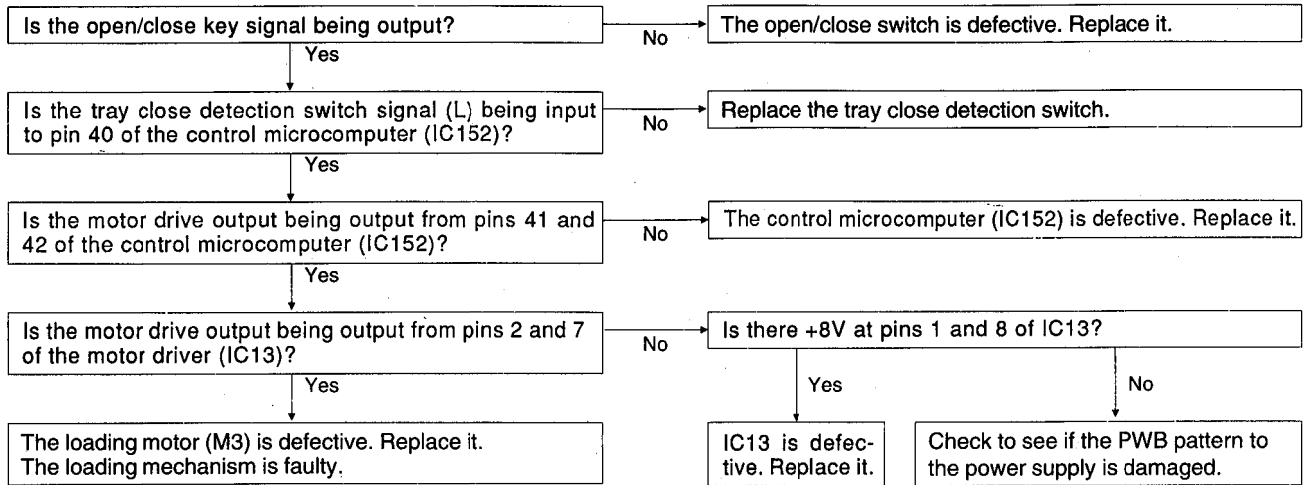 Is the open/close key signal being output?
No
The open/close switch is defective. Replace it.
Yes
Is the tray close detection switch signal (L) being input
to pin 40 of the control microcomputer (IC152)?
No
Replace the tray close detection switch.
Yes
Is the motor drive output being output from pins 41 and
42 of the control microcomputer (IC152)?
No
The control microcomputer (IC152) is defective. Replace it.
Yes
Is the motor drive output being output from pins 2 and 7
of the motor driver (IC13)?
No
Is there +8V at pins 1 and 8 of IC13?
Yes
Yes
No
The loading motor (M3) is defective. Replace it.
The loading mechanism is faulty.
IC13 is defec-
tive. Replace it.
Check to see if the PWB pattern to
the power supply is damaged.